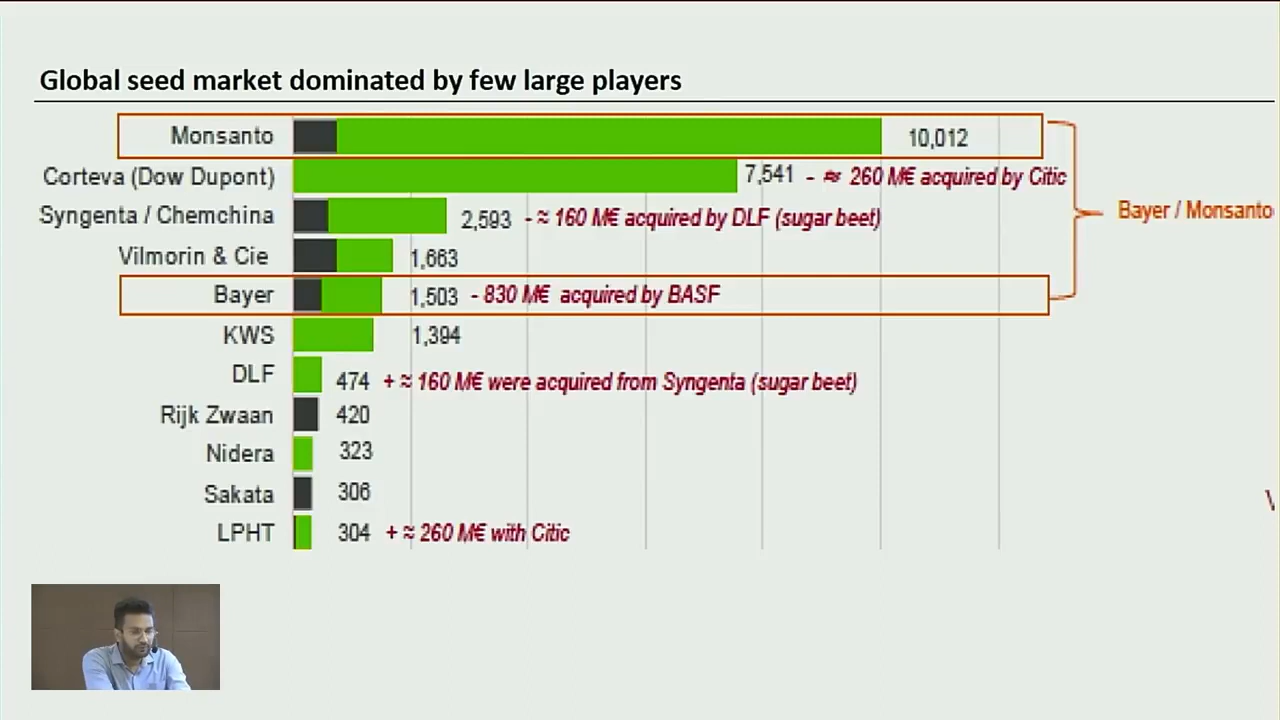 Global seed market dominated by few large players
Monsanto 10,012
Corteva (Dow Dupont) 7,541 - ≈ 260 M€ acquired by Citic
Syngenta / Chemchina 2,593 - ≈ 160 M€ acquired by DLF (sugar beet)
Bayer / Monsanto
Vilmorin & Cie 1,663
Bayer 1,503 - 830 M€ acquired by BASF
KWS 1,394
DLF 474 + ≈ 160 M€ were acquired from Syngenta (sugar beet)
Rijk Zwaan 420
Nidera 323
Sakata 306
LPHT 304 + ≈ 260 M€ with Citic